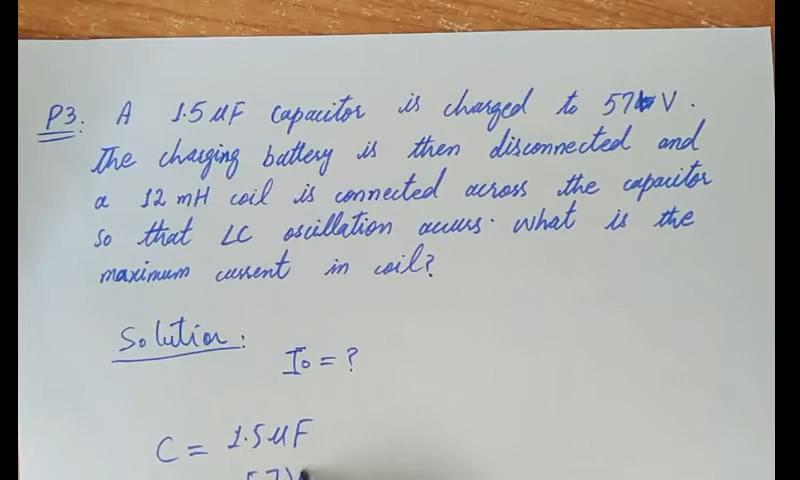 P3. A 1.5 μF capacitor is charged to 57 V.
The charging battery is then disconnected and
a 12 mH coil is connected across the capacitor
so that LC oscillation occurs. What is the
maximum current in coil?
Solution:
I₀ = ?
C = 1.5 μF
57V